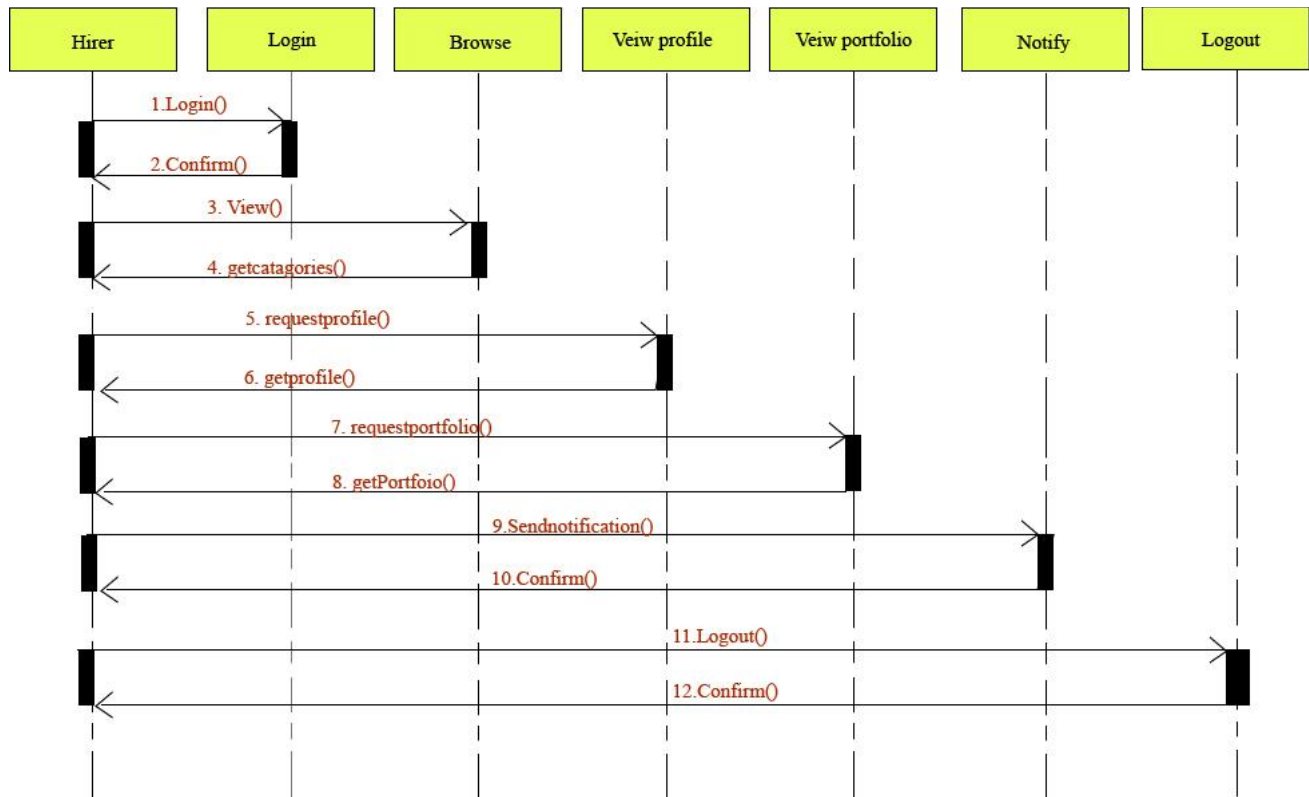 Hirer
Login
Browse
Veiw profile
Veiw portfolio
Notify
Logout
1.Login()
2.Confirm()
3. View()
4. getcatagories()
5. requestprofile()
6. getprofile()
7. requestportfolio()
8. getPortfoio()
9.Sendnotification()
10.Confirm()
11.Logout()
12.Confirm()